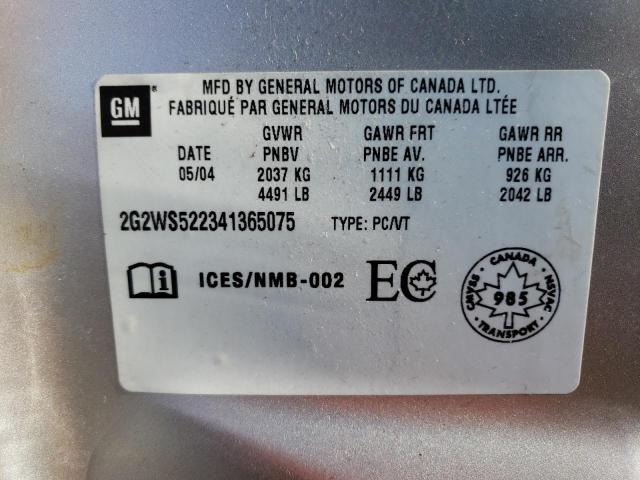 GM ®
MFD BY GENERAL MOTORS OF CANADA LTD.
FABRIQUÉ PAR GENERAL MOTORS DU CANADA LTÉE
GVWR GAWR FRT GAWR RR
DATE PNBV PNBE AV. PNBE ARR.
05/04 2037 KG 1111 KG 926 KG
4491 LB 2449 LB 2042 LB
2G2WS522341365075 TYPE: PC/VT
i ICES/NMB-002 EC
CANADA
CMVSS 985 NSVAC
TRANSPORT